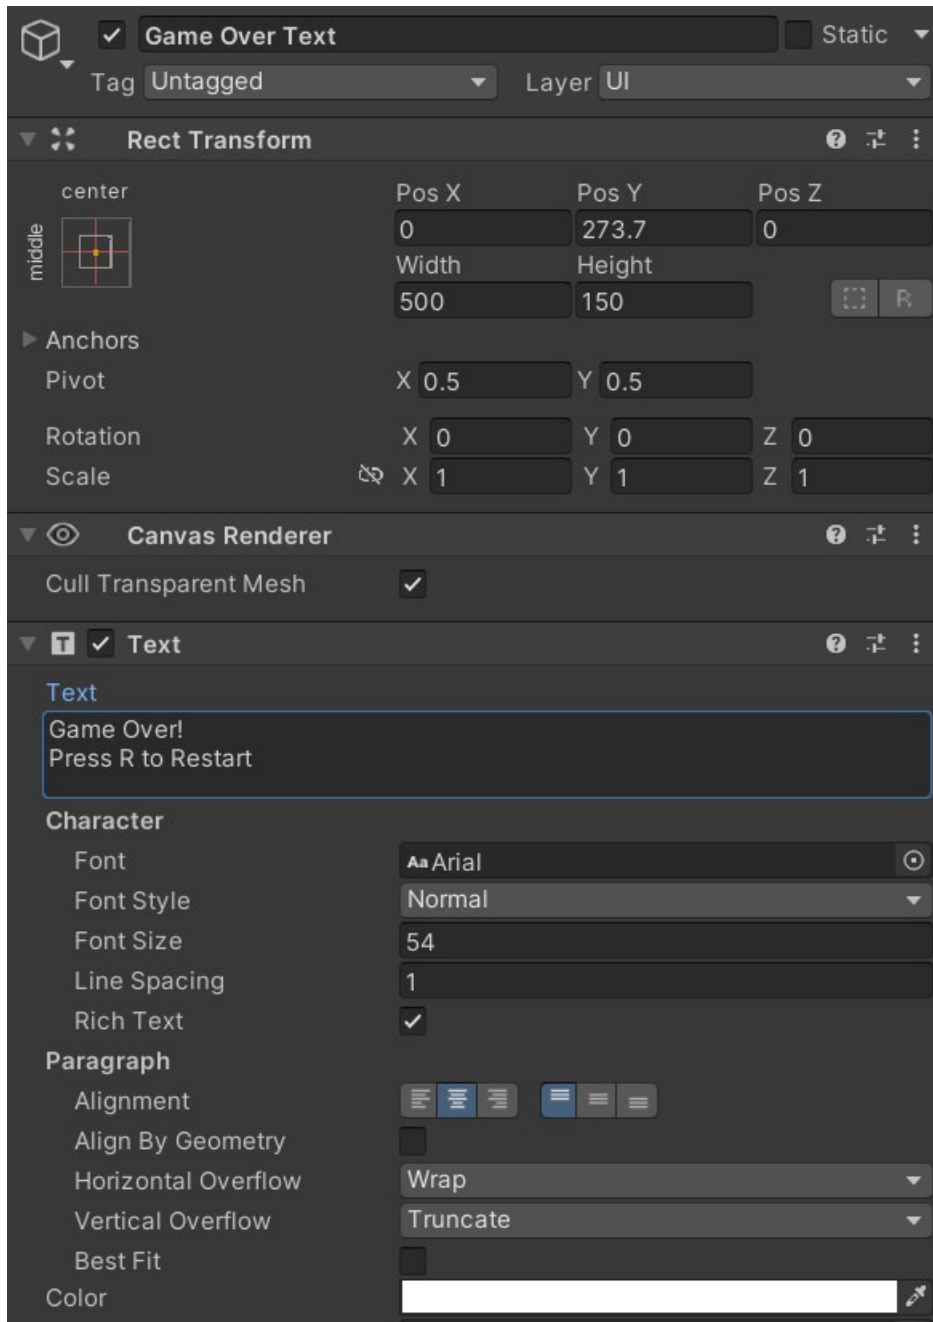 Game Over Text Static
Tag Untagged Layer UI
Rect Transform
center Pos X Pos Y Pos Z
middle 0 273.7 0
Width Height
500 150 R
Anchors
Pivot X 0.5 Y 0.5
Rotation X 0 Y 0 Z 0
Scale X 1 Y 1 Z 1
Canvas Renderer
Cull Transparent Mesh
T Text
Text
Game Over!
Press R to Restart
Character
Font Aa Arial
Font Style Normal
Font Size 54
Line Spacing 1
Rich Text
Paragraph
Alignment
Align By Geometry
Horizontal Overflow Wrap
Vertical Overflow Truncate
Best Fit
Color